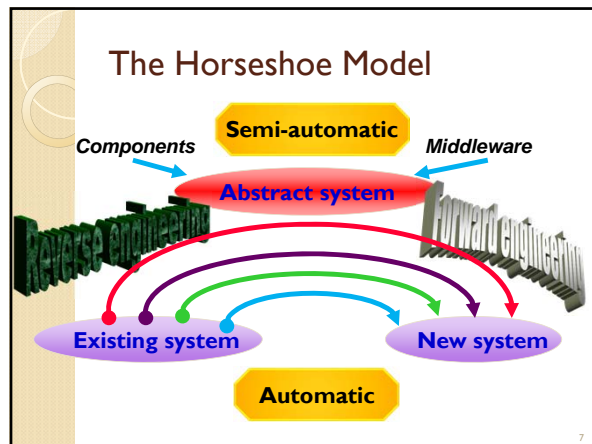 The Horseshoe Model
Semi-automatic
Components
Middleware
Abstract system
Reverse engineering
Forward engineering
Existing system
New system
Automatic
7